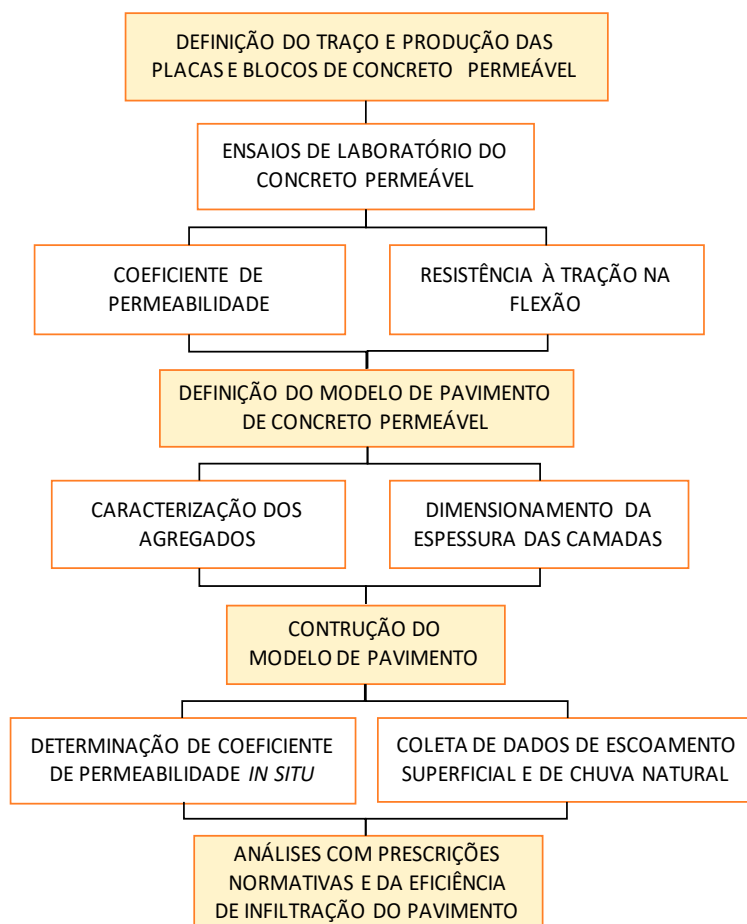 DEFINIÇÃO DO TRAÇO E PRODUÇÃO DAS
PLACAS E BLOCOS DE CONCRETO PERMEÁVEL
ENSAIOS DE LABORATÓRIO DO
CONCRETO PERMEÁVEL
COEFICIENTE DE
PERMEABILIDADE
RESISTÊNCIA À TRAÇÃO NA
FLEXÃO
DEFINIÇÃO DO MODELO DE PAVIMENTO
DE CONCRETO PERMEÁVEL
CARACTERIZAÇÃO DOS
AGREGADOS
DIMENSIONAMENTO DA
ESPESSURA DAS CAMADAS
CONTRUÇÃO DO
MODELO DE PAVIMENTO
DETERMINAÇÃO DE COEFICIENTE
DE PERMEABILIDADE IN SITU
COLETA DE DADOS DE ESCOAMENTO
SUPERFICIAL E DE CHUVA NATURAL
ANÁLISES COM PRESCRIÇÕES
NORMATIVAS E DA EFICIÊNCIA
DE INFILTRAÇÃO DO PAVIMENTO